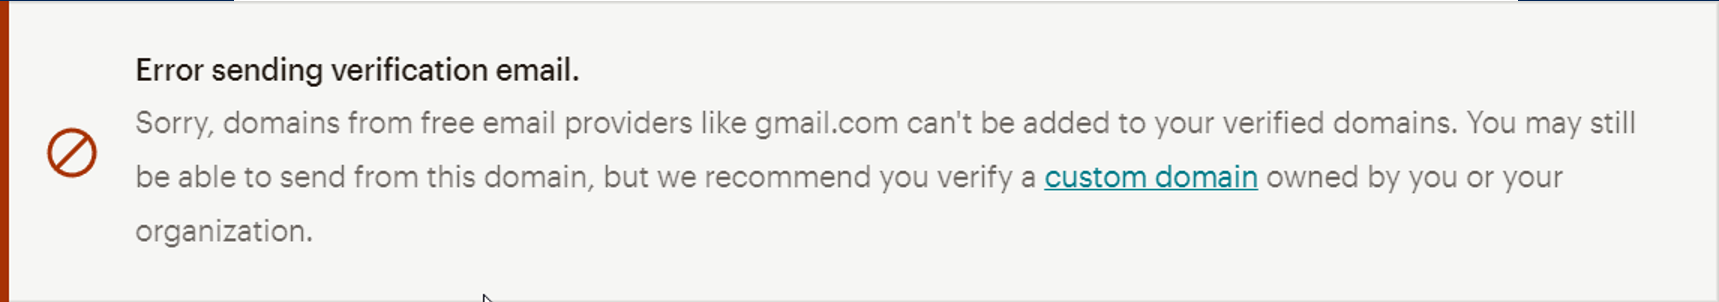 Error sending verification email.
Sorry, domains from free email providers like gmail.com can't be added to your verified domains. You may still
be able to send from this domain, but we recommend you verify a custom domain owned by you or your
organization.